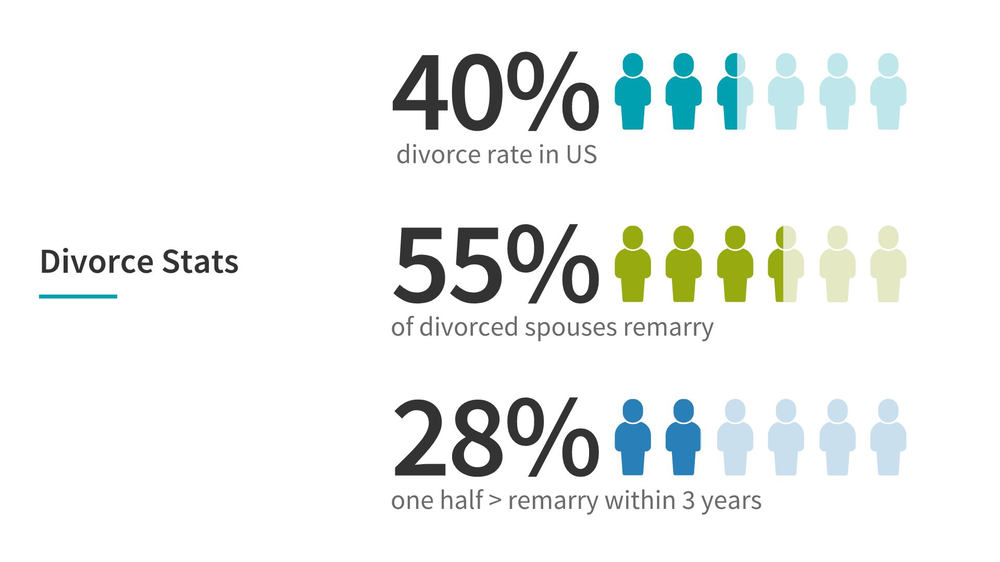 Divorce Stats
40%
divorce rate in US
55%
of divorced spouses remarry
28%
one half > remarry within 3 years